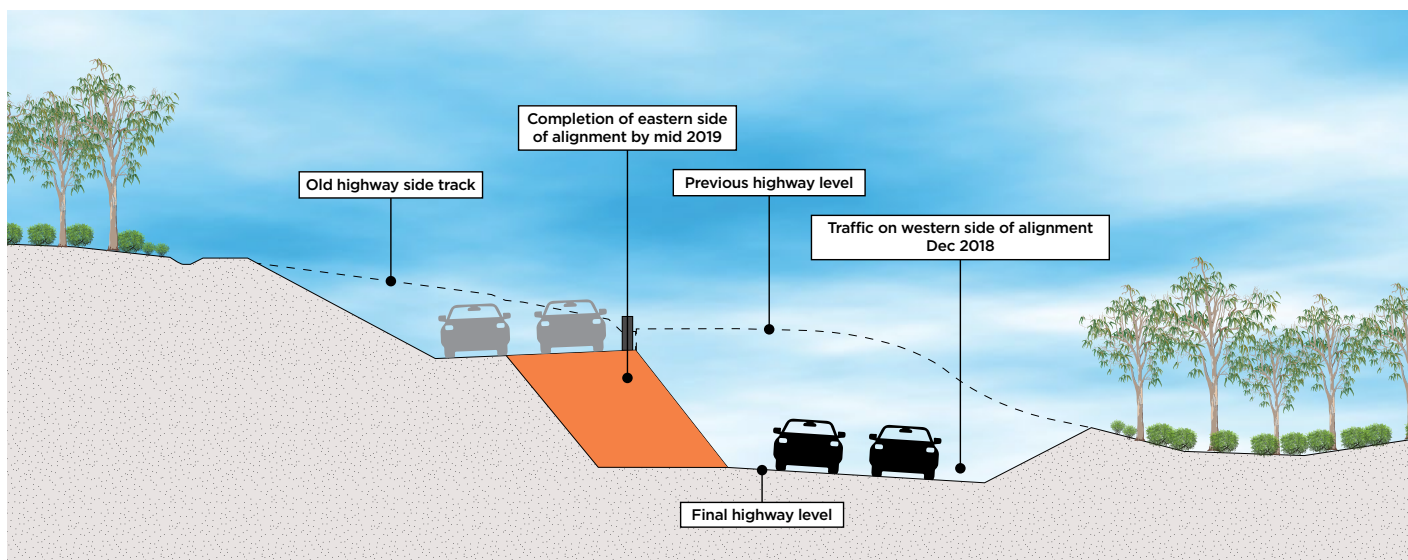 Completion of eastern side
of alignment by mid 2019
Old highway side track
Previous highway level
Traffic on western side of alignment
Dec 2018
Final highway level